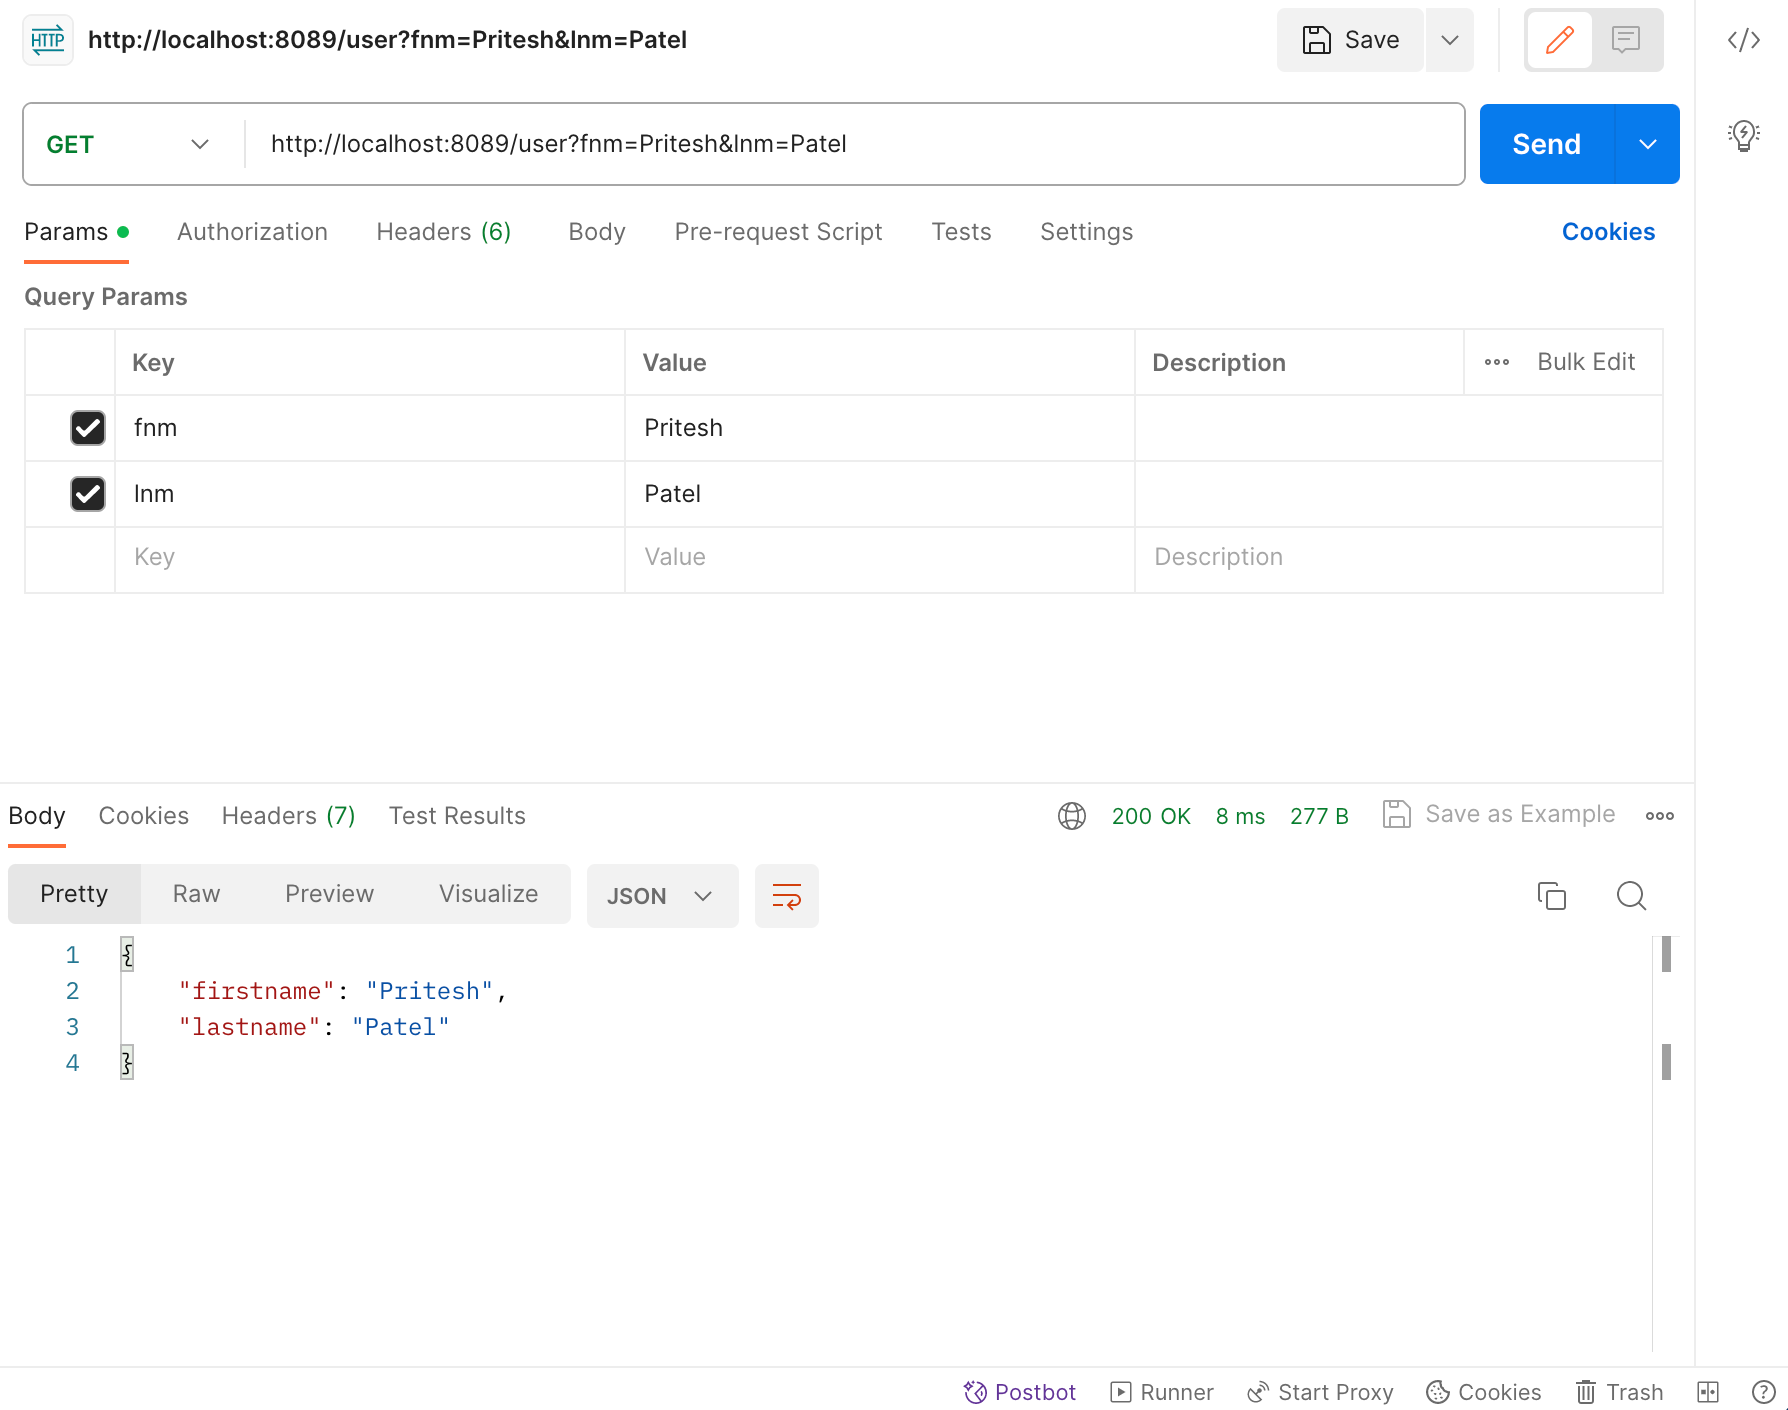 HTTP http://localhost:8089/user?fnm=Pritesh&lnm=Patel Save
GET http://localhost:8089/user?fnm=Pritesh&lnm=Patel Send
Params Authorization Headers (6) Body Pre-request Script Tests Settings Cookies
Query Params
Key Value Description Bulk Edit
fnm Pritesh
lnm Patel
Key Value Description
Body Cookies Headers (7) Test Results 200 OK 8 ms 277 B Save as Example
Pretty Raw Preview Visualize JSON
1 {
2 "firstname": "Pritesh",
3 "lastname": "Patel"
4 }
Postbot Runner Start Proxy Cookies Trash